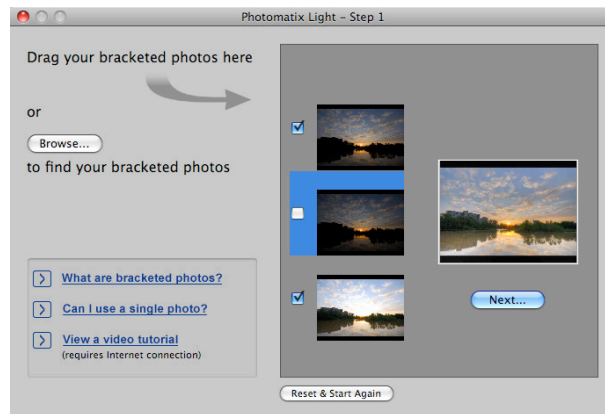 Photomatix Light – Step 1
Drag your bracketed photos here
or
Browse...
to find your bracketed photos
What are bracketed photos?
Can I use a single photo?
View a video tutorial
(requires Internet connection)
Next...
Reset & Start Again